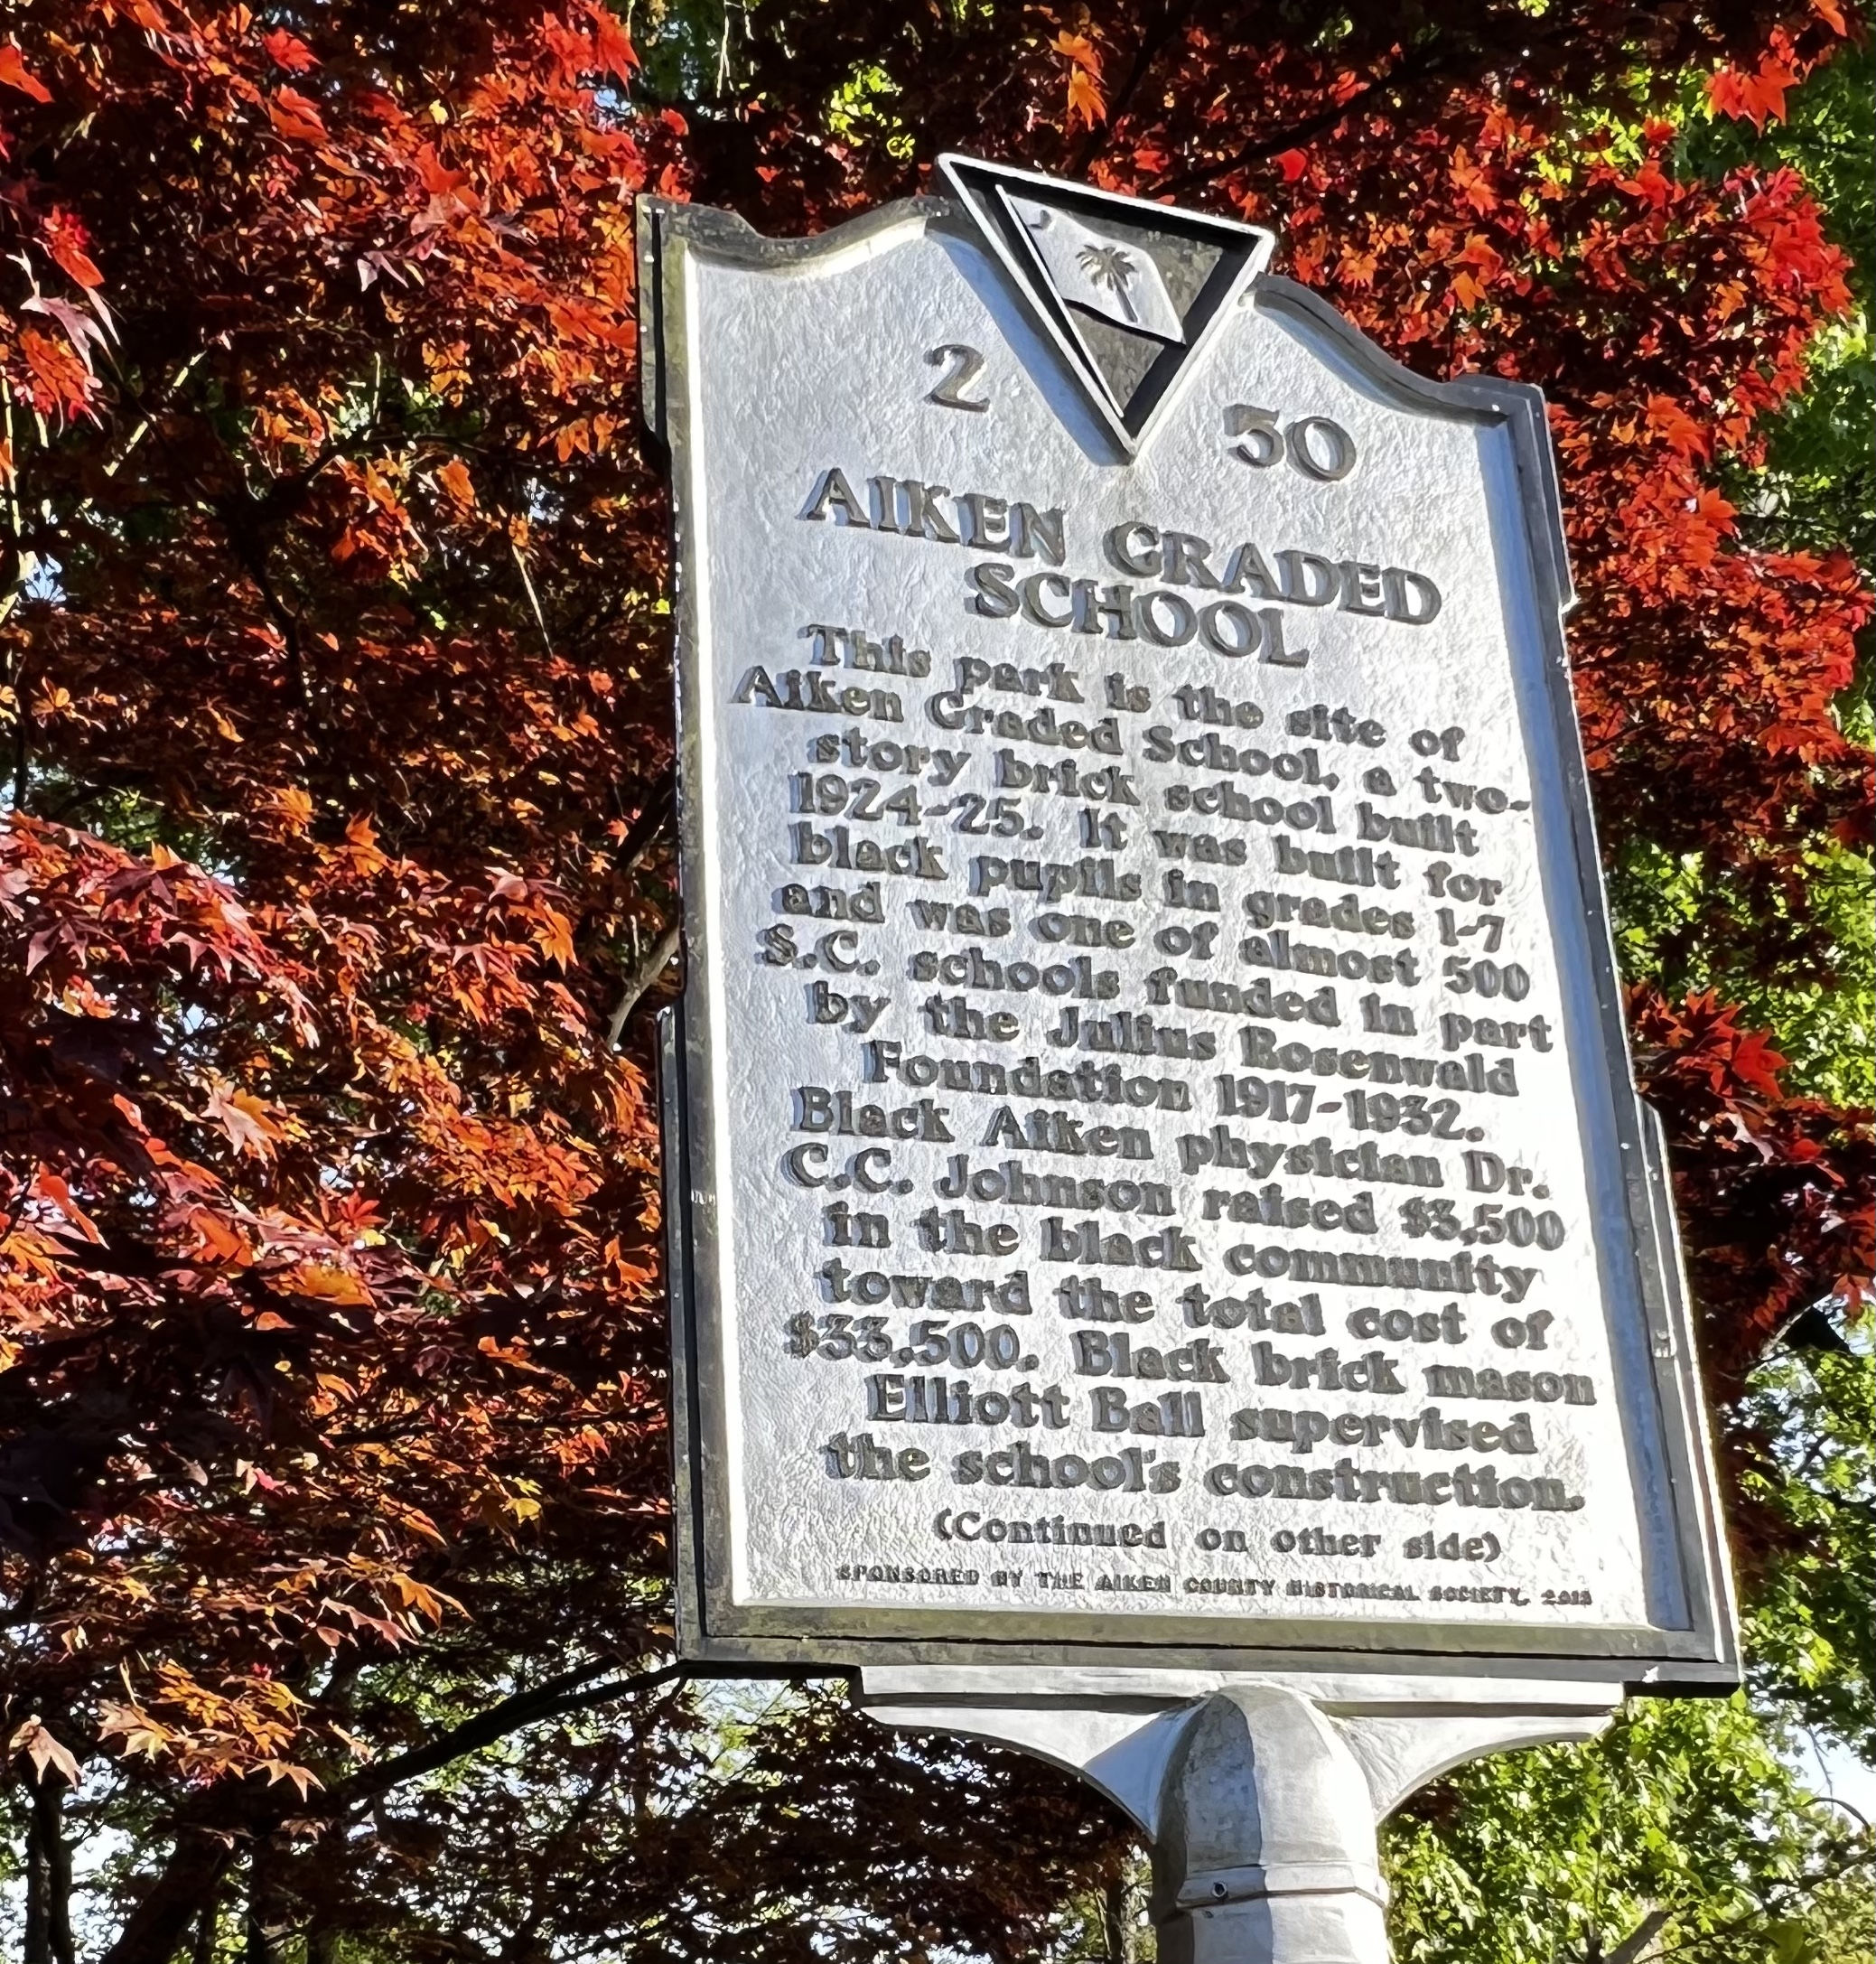 2 50
AIKEN GRADED
SCHOOL
This park is the site of
Aiken Graded School, a two-
story brick school built
1924-25. It was built for
black pupils in grades 1-7
and was one of almost 500
S.C. schools funded in part
by the Julius Rosenwald
Foundation 1917-1932.
Black Aiken physician Dr.
C.C. Johnson raised $3,500
in the black community
toward the total cost of
$33,500. Black brick mason
Elliott Ball supervised
the school's construction.
(Continued on other side)
SPONSORED BY THE AIKEN COUNTY HISTORICAL SOCIETY, 2013